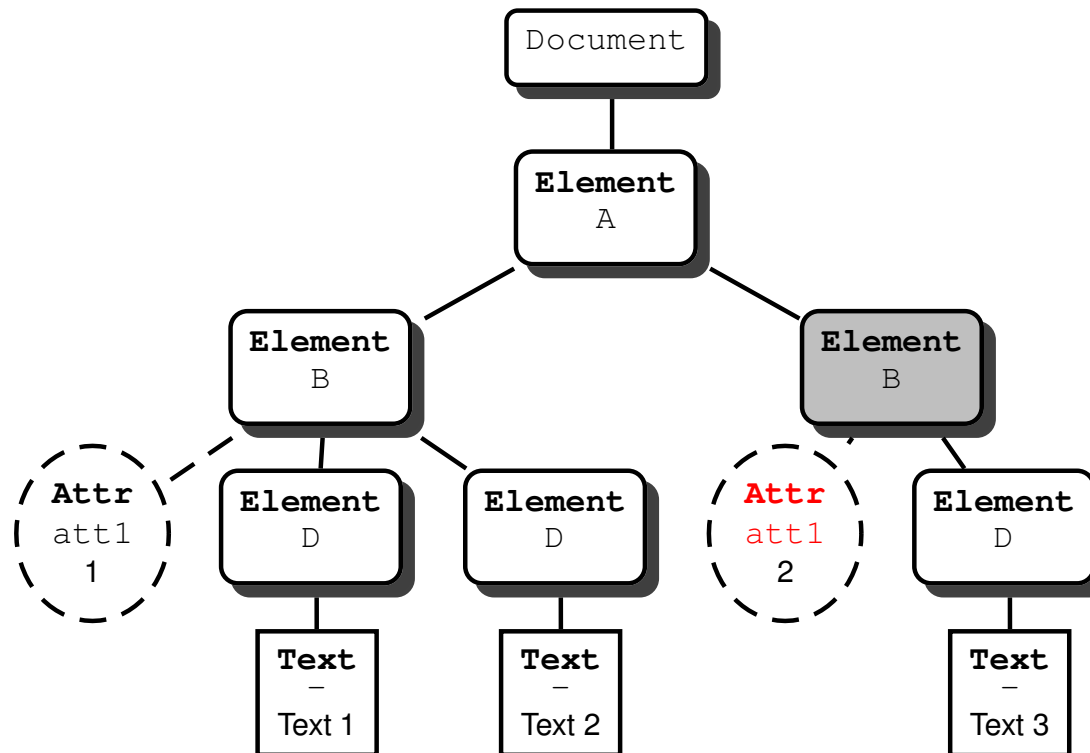 Document
Element
A
Element
B
Element
B
Attr
att1
1
Element
D
Element
D
Attr
att1
2
Element
D
Text
–
Text 1
Text
–
Text 2
Text
–
Text 3